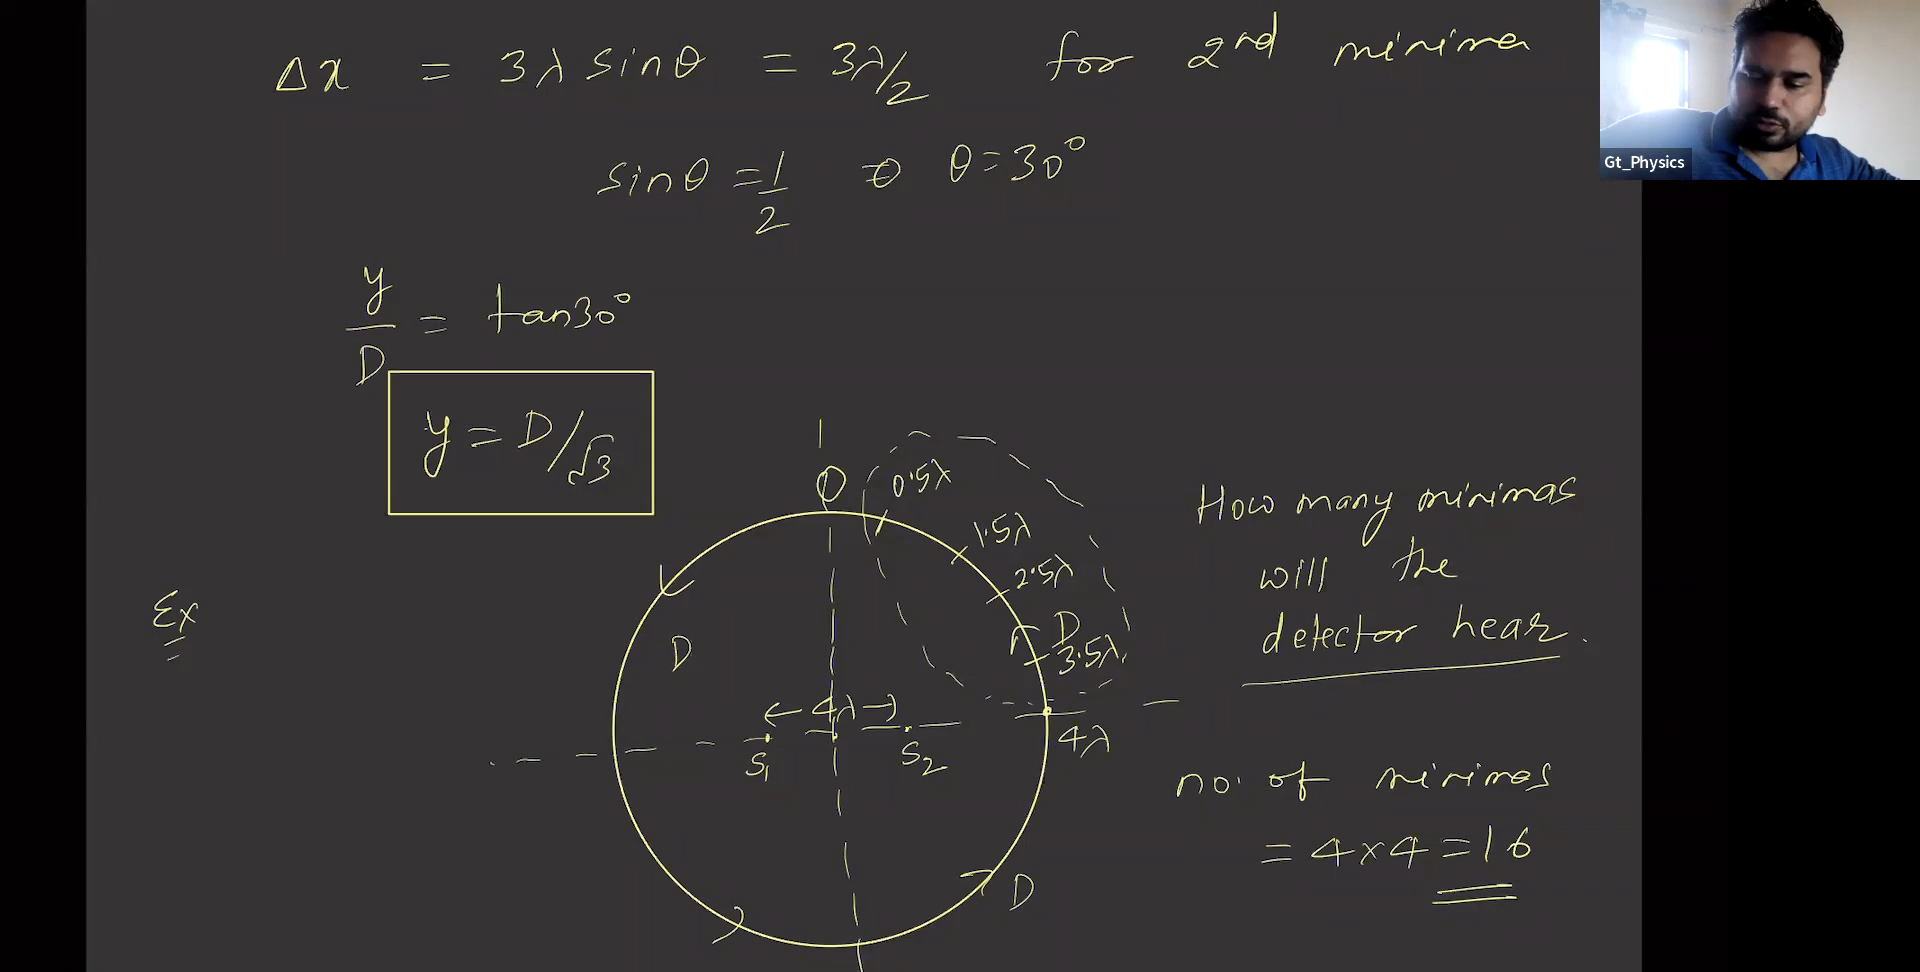 Δx = 3λ sinθ = 3λ/2 for 2nd minima
Gt_Physics
sinθ = 1/2 ⇒ θ = 30°
y/D = tan30°
y = D/√3
Ex
0
0.5λ
1.5λ
2.5λ
D
3.5λ
D
4λ
S1
S2
4λ
D
How many minimas
will the
detector hear.
no. of minimas
= 4×4 = 16